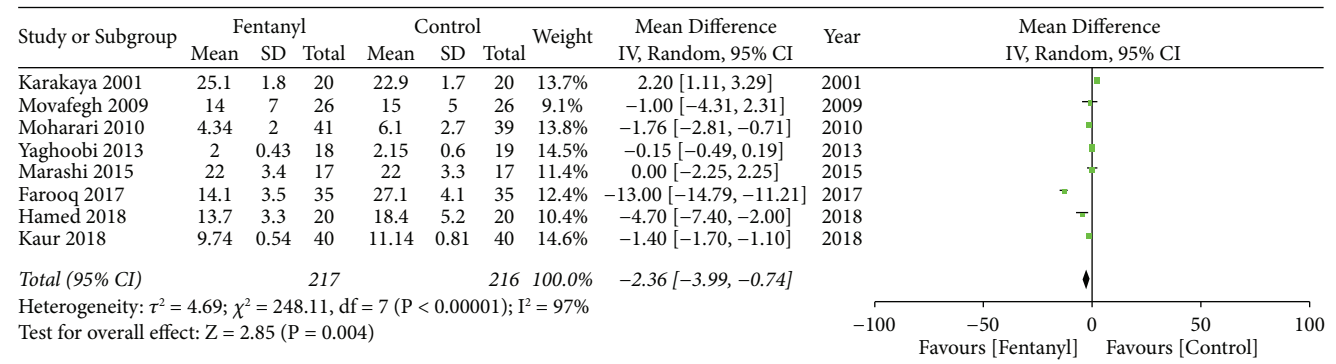 Study or Subgroup Fentanyl Control Weight Mean Difference Year Mean Difference
Mean SD Total Mean SD Total IV, Random, 95% CI IV, Random, 95% CI
Karakaya 2001 25.1 1.8 20 22.9 1.7 20 13.7% 2.20 [1.11, 3.29] 2001
Movafegh 2009 14 7 26 15 5 26 9.1% −1.00 [−4.31, 2.31] 2009
Moharari 2010 4.34 2 41 6.1 2.7 39 13.8% −1.76 [−2.81, −0.71] 2010
Yaghoobi 2013 2 0.43 18 2.15 0.6 19 14.5% −0.15 [−0.49, 0.19] 2013
Marashi 2015 22 3.4 17 22 3.3 17 11.4% 0.00 [−2.25, 2.25] 2015
Farooq 2017 14.1 3.5 35 27.1 4.1 35 12.4% −13.00 [−14.79, −11.21] 2017
Hamed 2018 13.7 3.3 20 18.4 5.2 20 10.4% −4.70 [−7.40, −2.00] 2018
Kaur 2018 9.74 0.54 40 11.14 0.81 40 14.6% −1.40 [−1.70, −1.10] 2018
Total (95% CI) 217 216 100.0% −2.36 [−3.99, −0.74]
Heterogeneity: τ² = 4.69; χ² = 248.11, df = 7 (P < 0.00001); I² = 97%
Test for overall effect: Z = 2.85 (P = 0.004)
−100 −50 0 50 100
Favours [Fentanyl] Favours [Control]